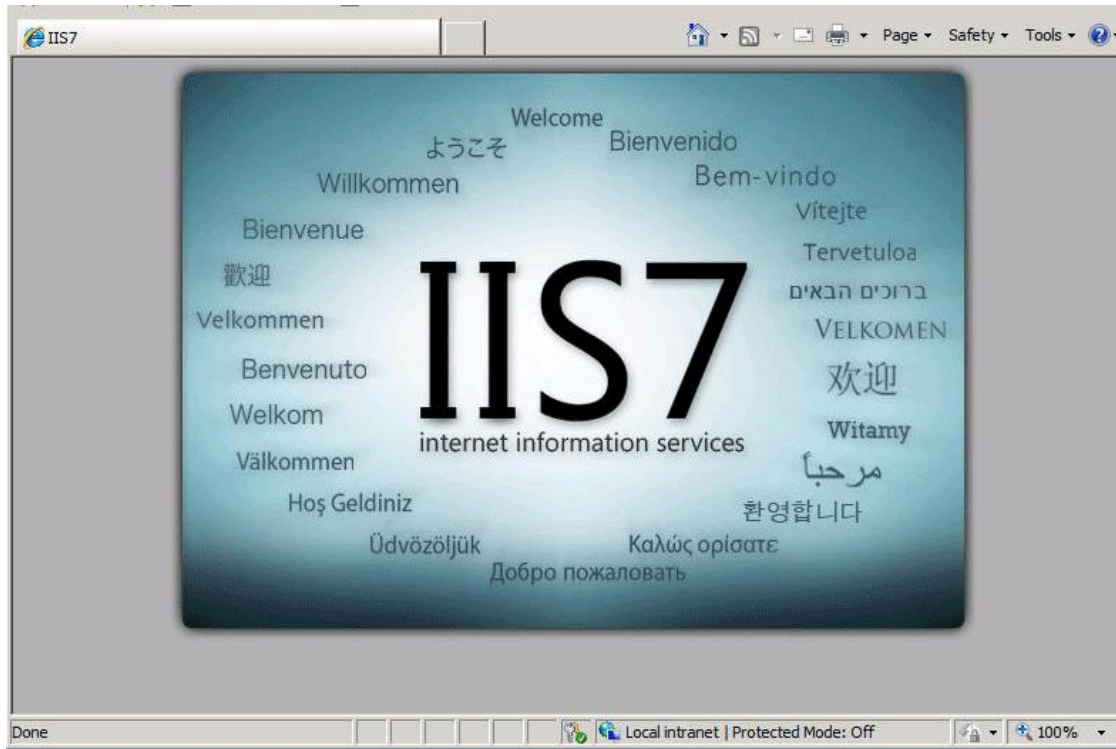 IIS7
Page Safety Tools
Welcome
ようこそ
Bienvenido
Willkommen
Bem-vindo
Vítejte
Bienvenue
Tervetuloa
歡迎
ברוכים הבאים
Velkommen
VELKOMEN
IIS7
internet information services
Benvenuto
欢迎
Welkom
Witamy
Välkommen
مرحباً
Hoş Geldiniz
환영합니다
Üdvözöljük
Καλώς ορίσατε
Добро пожаловать
Done
Local intranet | Protected Mode: Off
100%